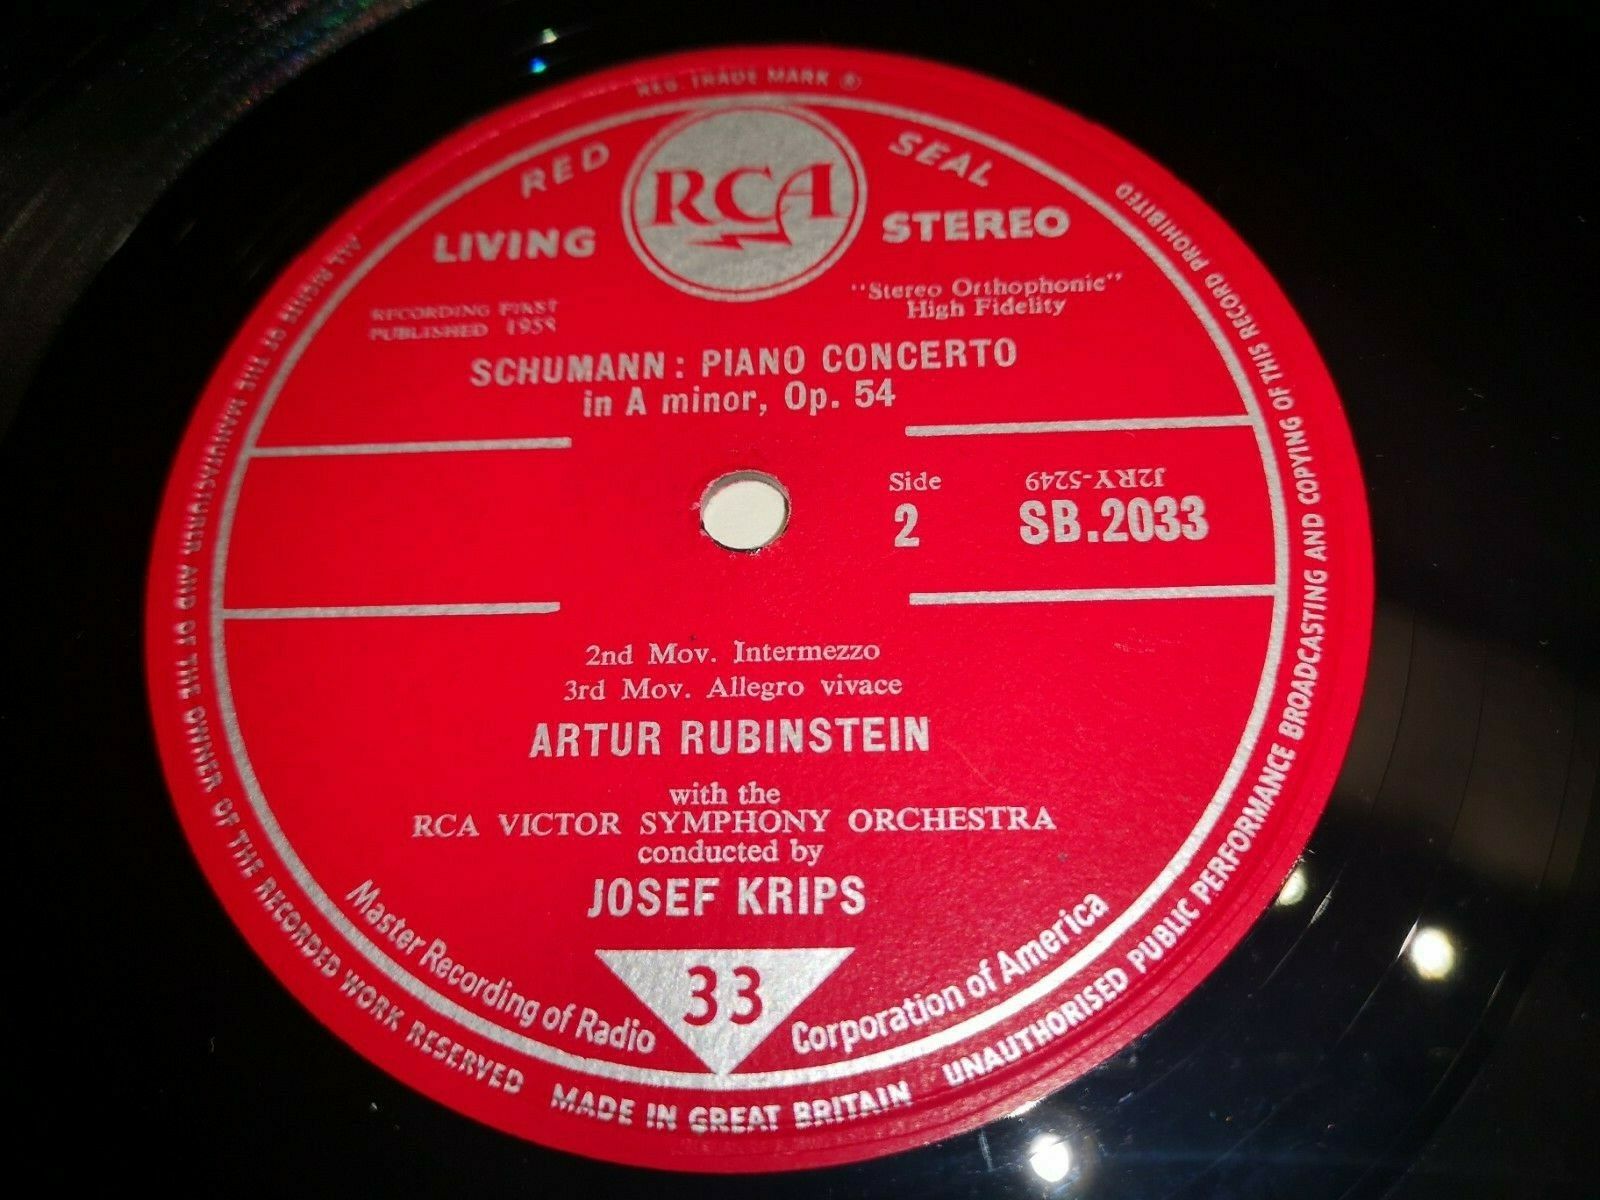 REG. TRADE MARK ®
RED SEAL
RCA
LIVING STEREO
RECORDING FIRST
PUBLISHED
"Stereo Orthophonic"
High Fidelity
SCHUMANN : PIANO CONCERTO
in A minor, Op. 54
Side
2
J2RY-5249
SB.2033
2nd Mov. Intermezzo
3rd Mov. Allegro vivace
ARTUR RUBINSTEIN
with the
RCA VICTOR SYMPHONY ORCHESTRA
conducted by
JOSEF KRIPS
33
Master Recording of Radio Corporation of America
ALL RIGHTS OF THE MANUFACTURER AND OF THE OWNER OF THE RECORDED WORK RESERVED
MADE IN GREAT BRITAIN
UNAUTHORISED PUBLIC PERFORMANCE BROADCASTING AND COPYING OF THIS RECORD PROHIBITED